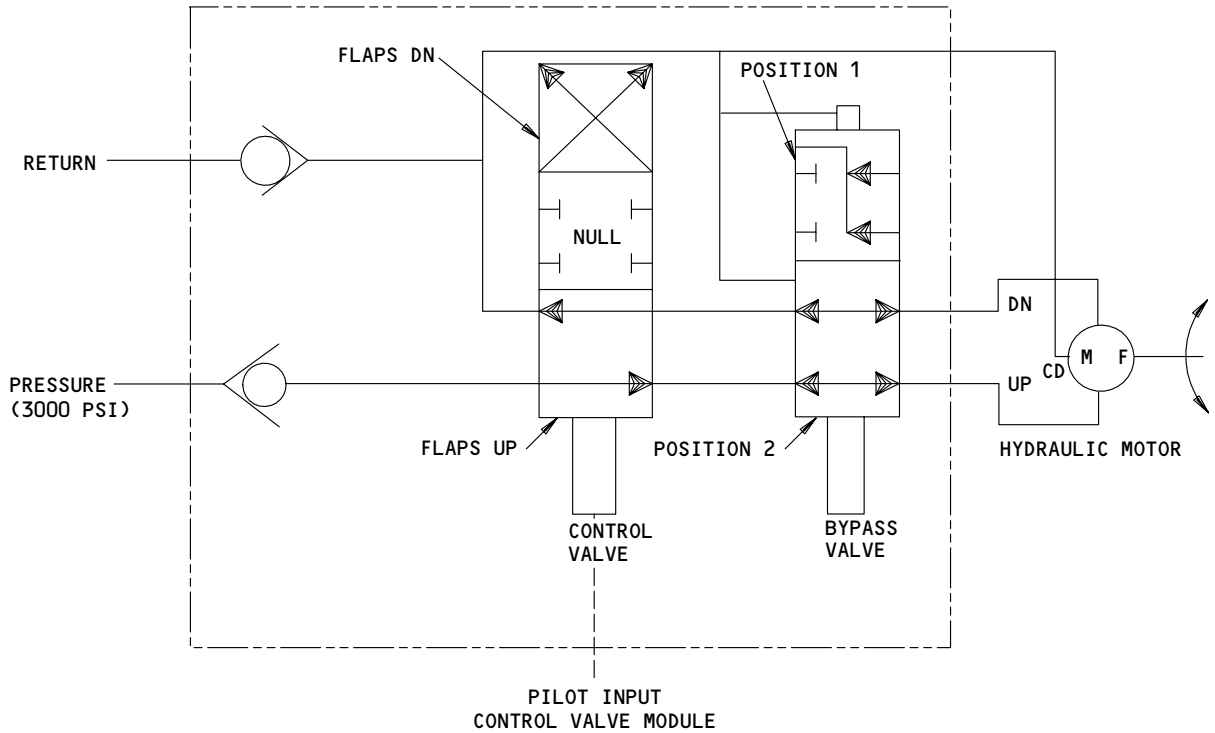 FLAPS DN
POSITION 1
RETURN
NULL
DN
M F
CD
UP
PRESSURE
(3000 PSI)
FLAPS UP
POSITION 2
HYDRAULIC MOTOR
CONTROL
VALVE
BYPASS
VALVE
PILOT INPUT
CONTROL VALVE MODULE